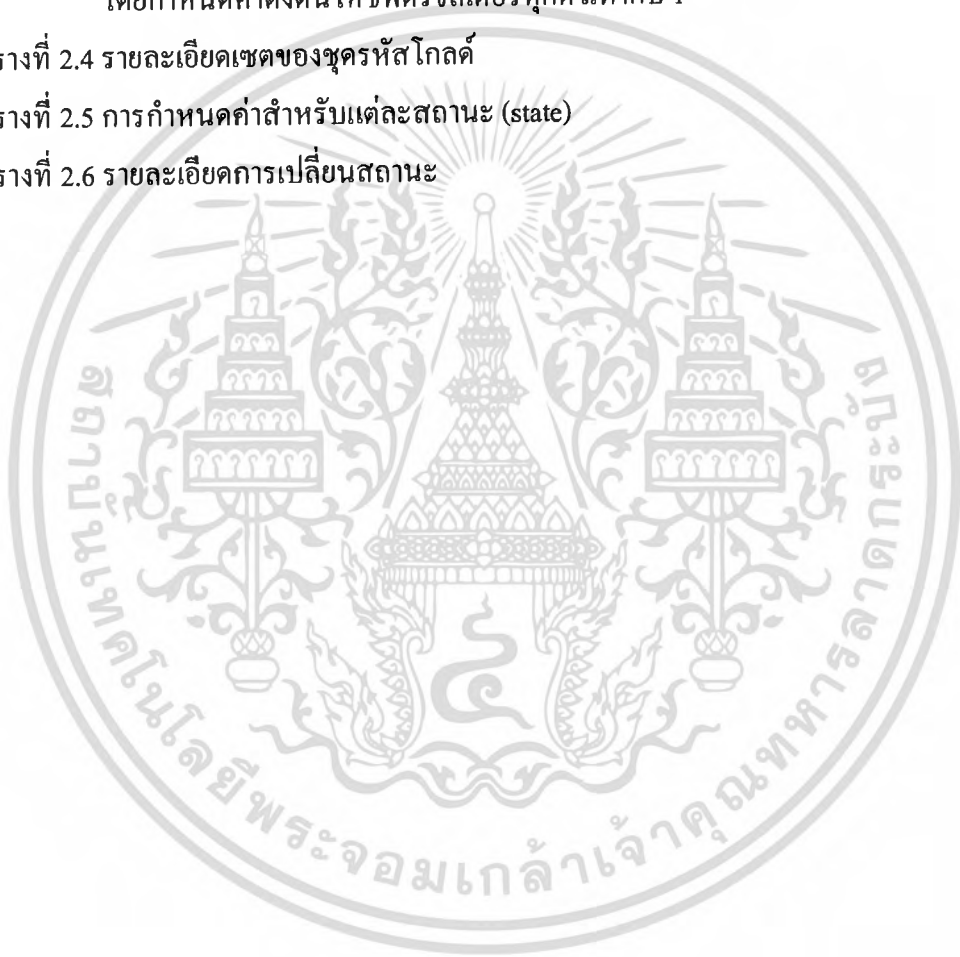 รางที่ 2.4 รายละเอียดเซตของชุดรหัสโกลด์
รางที่ 2.5 การกำหนดค่าสำหรับแต่ละสถานะ (state)
รางที่ 2.6 รายละเอียดการเปลี่ยนสถานะ
๔
สถาบันเทคโนโลยีพระจอมเกล้าเจ้าคุณทหารลาดกระบัง